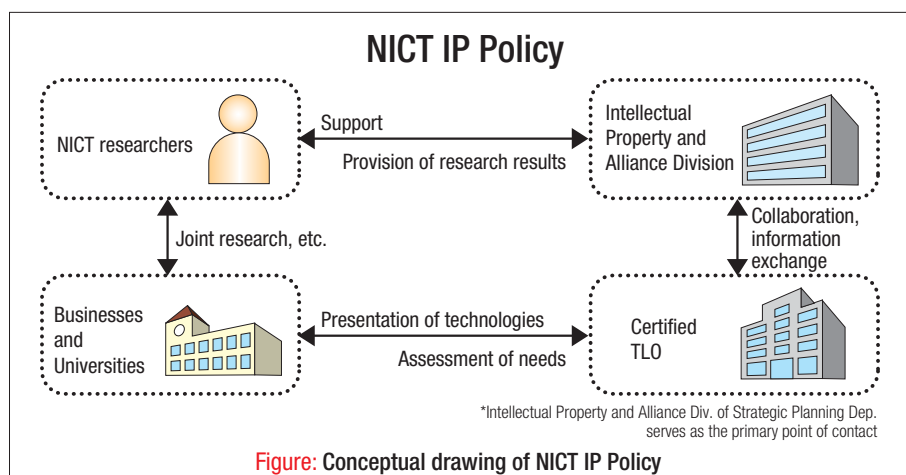 NICT IP Policy
NICT researchers
Support
Provision of research results
Intellectual
Property and
Alliance Division
Joint research, etc.
Collaboration,
information
exchange
Businesses
and
Universities
Presentation of technologies
Assessment of needs
Certified
TLO
*Intellectual Property and Alliance Div. of Strategic Planning Dep.
serves as the primary point of contact
Figure: Conceptual drawing of NICT IP Policy